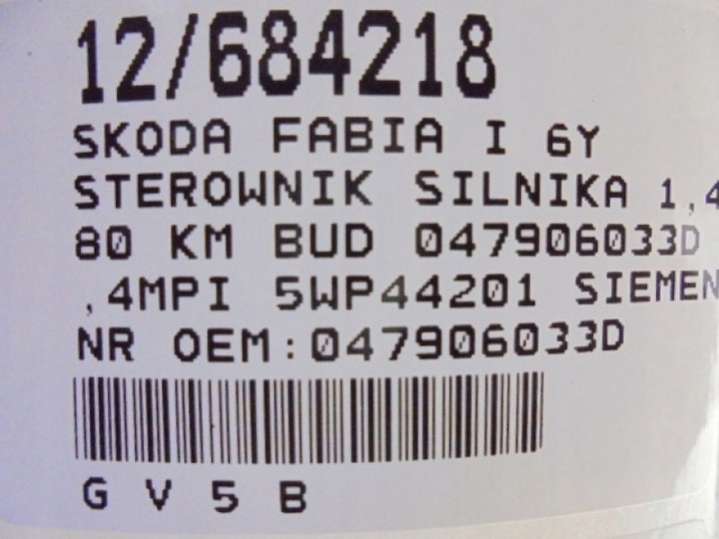 12/684218
SKODA FABIA I 6Y
STEROWNIK SILNIKA 1,4
80 KM BUD 047906033D
,4MPI 5WP44201 SIEMEN
NR OEM:047906033D
G V 5 B